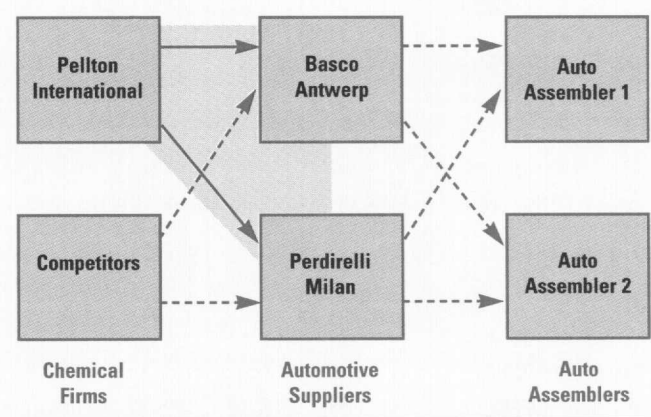 Pellton
International
Basco
Antwerp
Auto
Assembler 1
Competitors
Perdirelli
Milan
Auto
Assembler 2
Chemical
Firms
Automotive
Suppliers
Auto
Assemblers